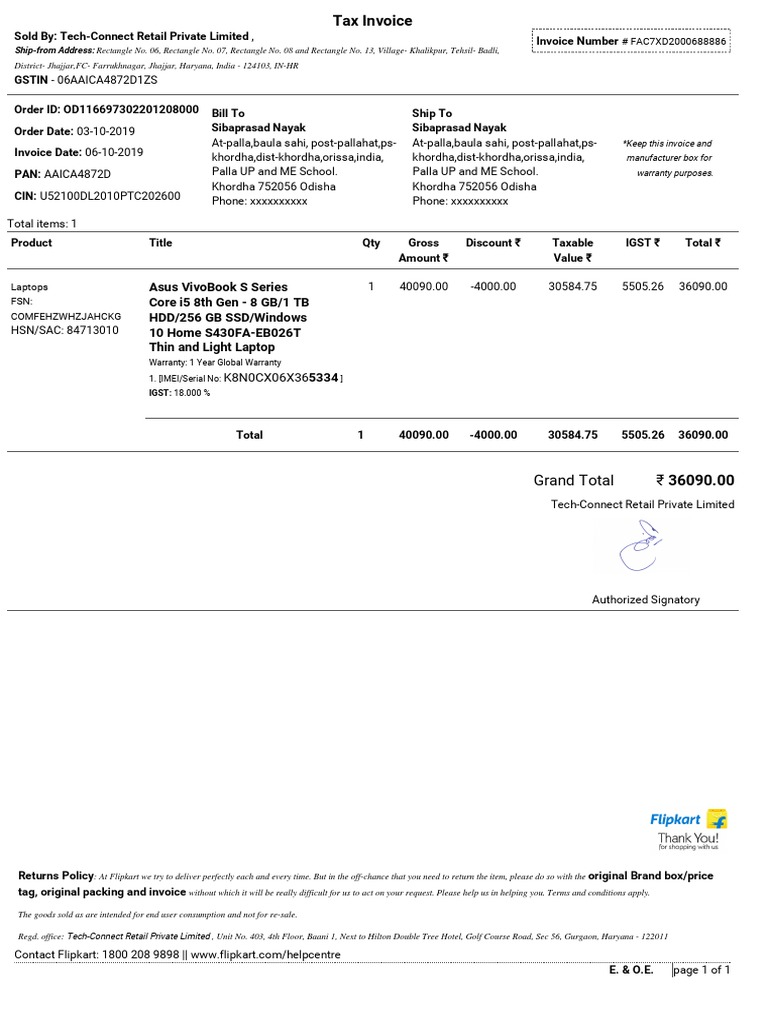 Tax Invoice
Sold By: Tech-Connect Retail Private Limited ,
Invoice Number # FAC7XD2000688886
Ship-from Address: Rectangle No. 06, Rectangle No. 07, Rectangle No. 08 and Rectangle No. 13, Village- Khalikpur, Tehsil- Badli,
District- Jhajjar,FC- Farrukhnagar, Jhajjar, Haryana, India - 124103, IN-HR
GSTIN - 06AAICA4872D1ZS
Order ID: OD116697302201208000
Order Date: 03-10-2019
Invoice Date: 06-10-2019
PAN: AAICA4872D
CIN: U52100DL2010PTC202600
Bill To
Sibaprasad Nayak
At-palla,baula sahi, post-pallahat,ps-
khordha,dist-khordha,orissa,india,
Palla UP and ME School.
Khordha 752056 Odisha
Phone: xxxxxxxxxx
Ship To
Sibaprasad Nayak
At-palla,baula sahi, post-pallahat,ps-
khordha,dist-khordha,orissa,india,
Palla UP and ME School.
Khordha 752056 Odisha
Phone: xxxxxxxxxx
*Keep this invoice and
manufacturer box for
warranty purposes.
Total items: 1
Product Title Qty Gross Amount ₹ Discount ₹ Taxable Value ₹ IGST ₹ Total ₹
Laptops
FSN:
COMFEHZWHZJAHCKG
HSN/SAC: 84713010
Asus VivoBook S Series
Core i5 8th Gen - 8 GB/1 TB
HDD/256 GB SSD/Windows
10 Home S430FA-EB026T
Thin and Light Laptop
Warranty: 1 Year Global Warranty
1. [IMEI/Serial No: K8N0CX06X365334 ]
IGST: 18.000 %
1 40090.00 -4000.00 30584.75 5505.26 36090.00
Total 1 40090.00 -4000.00 30584.75 5505.26 36090.00
Grand Total ₹ 36090.00
Tech-Connect Retail Private Limited
Authorized Signatory
Flipkart
Thank You!
for shopping with us
Returns Policy: At Flipkart we try to deliver perfectly each and every time. But in the off-chance that you need to return the item, please do so with the original Brand box/price
tag, original packing and invoice without which it will be really difficult for us to act on your request. Please help us in helping you. Terms and conditions apply.
The goods sold as are intended for end user consumption and not for re-sale.
Regd. office: Tech-Connect Retail Private Limited , Unit No. 403, 4th Floor, Baani 1, Next to Hilton Double Tree Hotel, Golf Course Road, Sec 56, Gurgaon, Haryana - 122011
Contact Flipkart: 1800 208 9898 || www.flipkart.com/helpcentre
E. & O.E. page 1 of 1